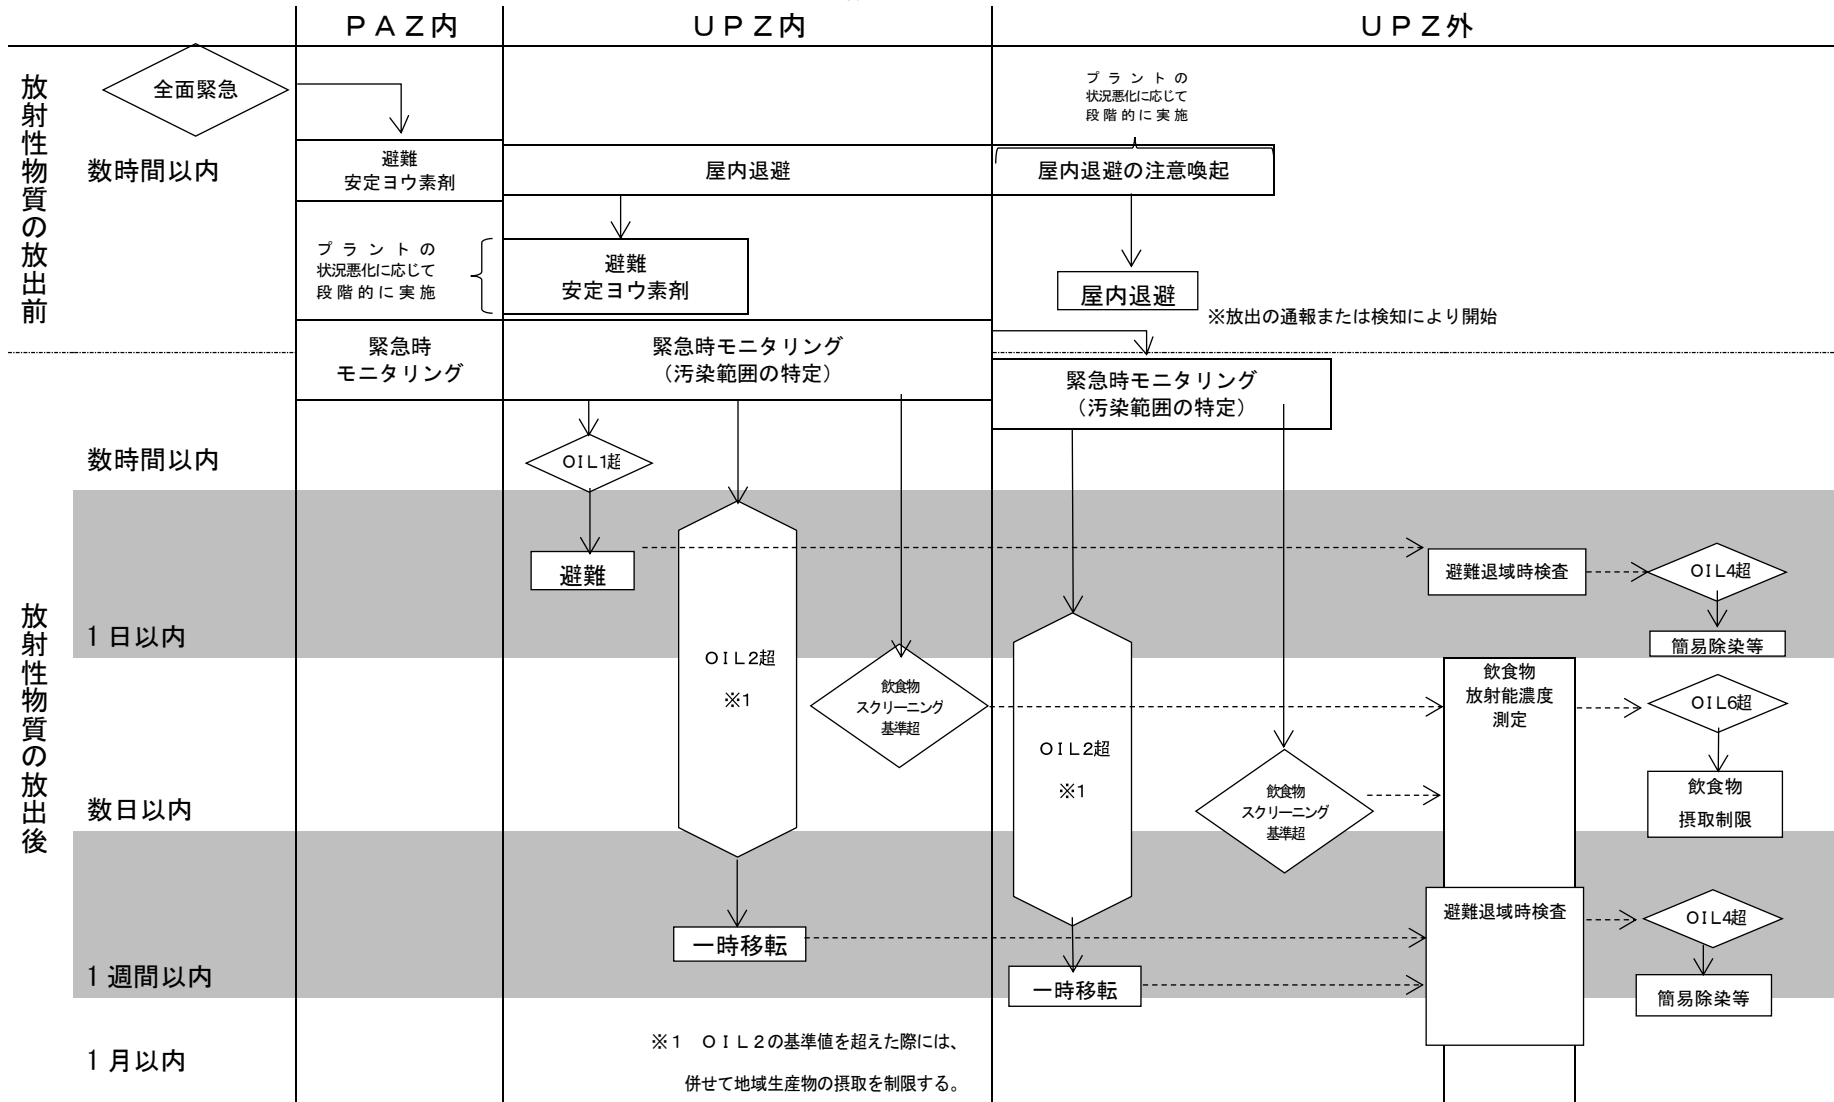 ＰＡＺ内
ＵＰＺ内
ＵＰＺ外
放射性物質の放出前
全面緊急
数時間以内
避難
安定ヨウ素剤
屋内退避
プラントの
状況悪化に応じて
段階的に実施
屋内退避の注意喚起
プラントの
状況悪化に応じて
段階的に実施
避難
安定ヨウ素剤
屋内退避
※放出の通報または検知により開始
緊急時
モニタリング
緊急時モニタリング
（汚染範囲の特定）
緊急時モニタリング
（汚染範囲の特定）
放射性物質の放出後
数時間以内
ＯＩＬ1超
避難
避難退域時検査
ＯＩＬ4超
簡易除染等
1日以内
ＯＩＬ2超
※1
飲食物
スクリーニング
基準超
ＯＩＬ2超
※1
飲食物
スクリーニング
基準超
飲食物
放射能濃度
測定
ＯＩＬ6超
飲食物
摂取制限
数日以内
一時移転
一時移転
避難退域時検査
ＯＩＬ4超
簡易除染等
1週間以内
1月以内
※１　ＯＩＬ２の基準値を超えた際には、
併せて地域生産物の摂取を制限する。